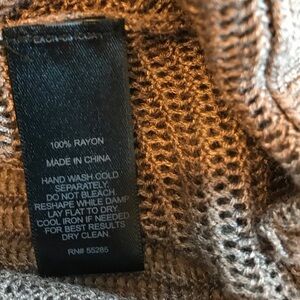 100% RAYON
MADE IN CHINA
HAND WASH COLD
SEPARATELY.
DO NOT BLEACH.
RESHAPE WHILE DAMP
LAY FLAT TO DRY
COOL IRON IF NEEDED
FOR BEST RESULTS
DRY CLEAN.
RN# 55285